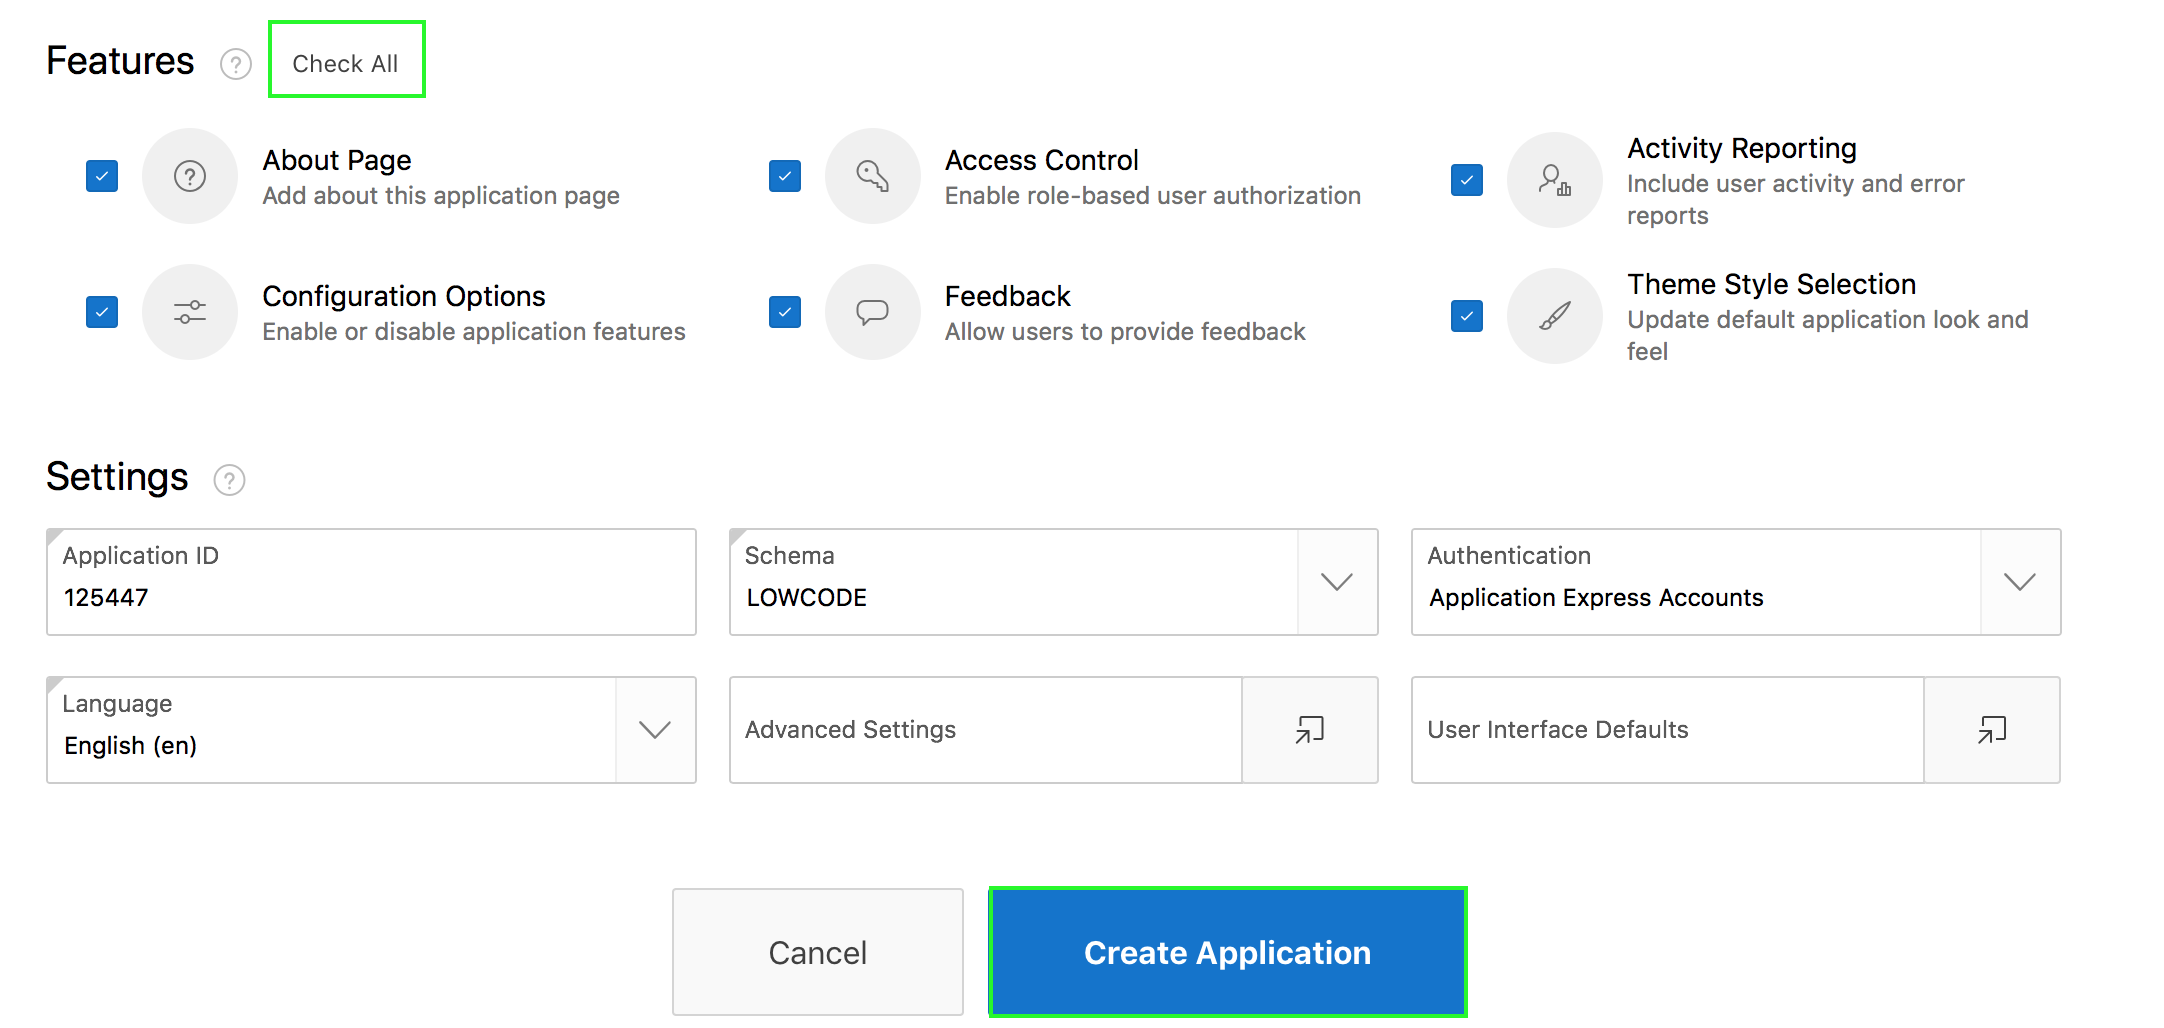 Features ? Check All
About Page
Add about this application page
Access Control
Enable role-based user authorization
Activity Reporting
Include user activity and error
reports
Configuration Options
Enable or disable application features
Feedback
Allow users to provide feedback
Theme Style Selection
Update default application look and
feel
Settings ?
Application ID
125447
Schema
LOWCODE
Authentication
Application Express Accounts
Language
English (en)
Advanced Settings
User Interface Defaults
Cancel
Create Application